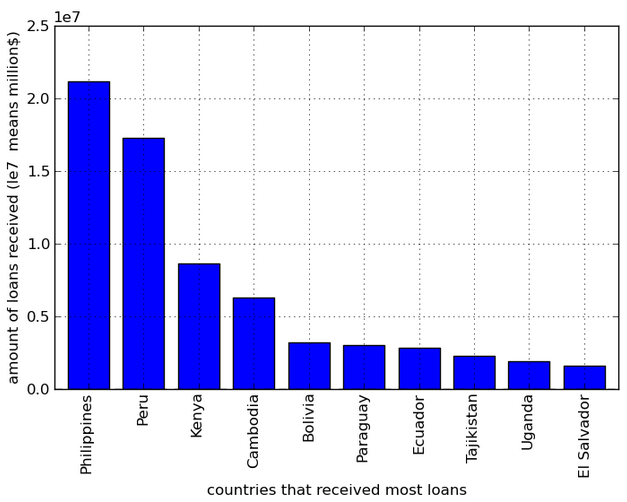 1e7
2.5
2.0
1.5
1.0
0.5
0.0
amount of loans received (le7  means million$)
Philippines
Peru
Kenya
Cambodia
Bolivia
Paraguay
Ecuador
Tajikistan
Uganda
El Salvador
countries that received most loans